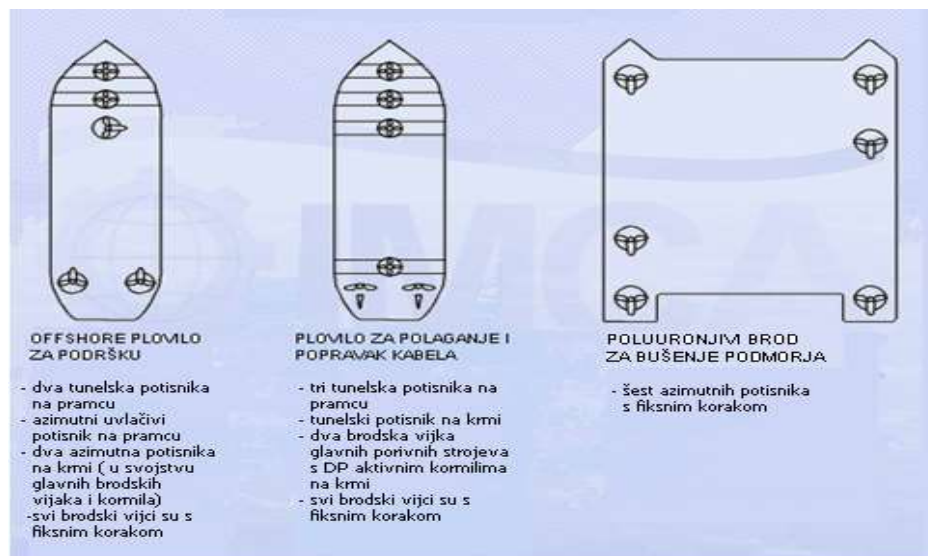 IMCA
OFFSHORE PLOVILO
ZA PODRŠKU
- dva tunelska potisnika
na pramcu
- azimutni uvlačivi
potisnik na pramcu
- dva azimutna potisnika
na krmi ( u svojstvu
glavnih brodskih
vijaka i kormila)
-svi brodski vijci su s
fiksnim korakom
PLOVILO ZA POLAGANJE I
POPRAVAK KABELA
- tri tunelska potisnika na
pramcu
- tunelski potisnik na krmi
- dva brodska vijka
glavnih porivnih strojeva
s DP aktivnim kormilima
na krmi
- svi brodski vijci su s
fiksnim korakom
POLUURONJIVI BROD
ZA BUŠENJE PODMORJA
- šest azimutnih potisnika
s fiksnim korakom